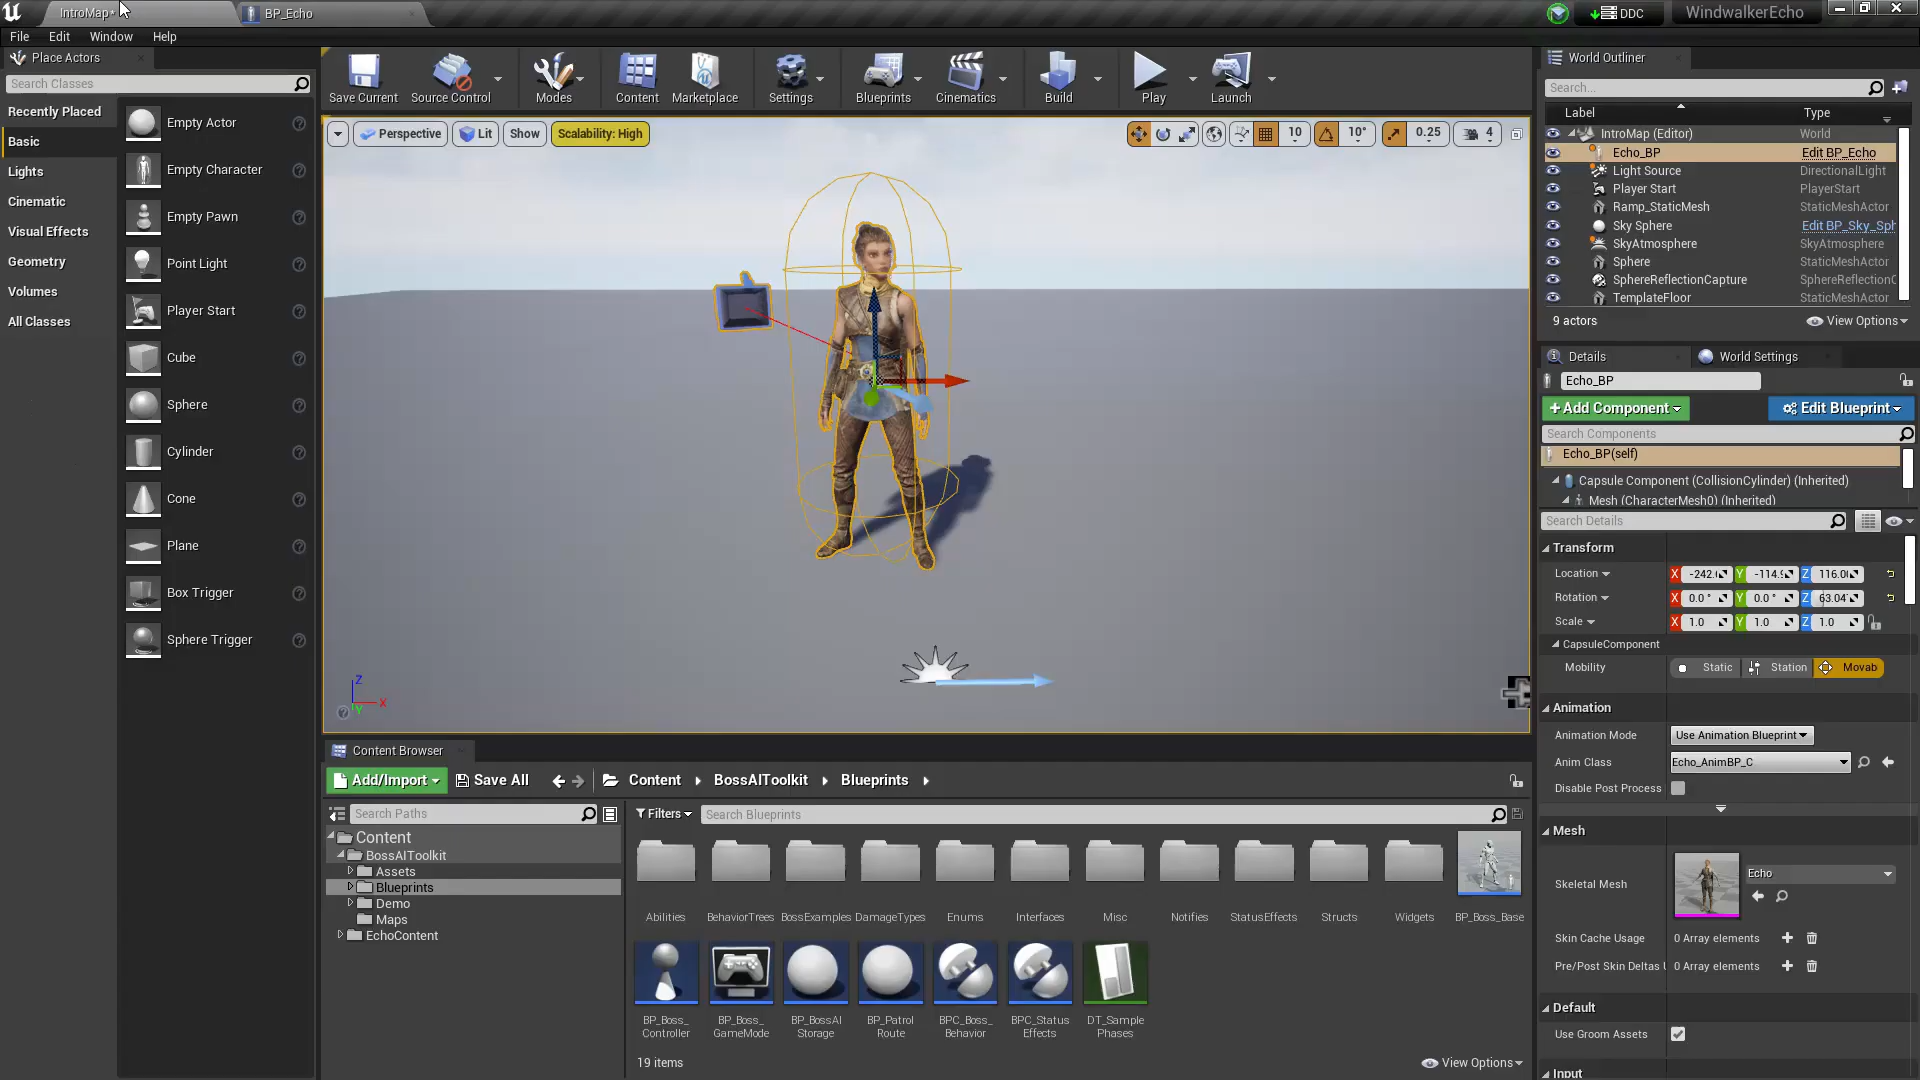 IntroMap*
BP_Echo
DDC
WindwalkerEcho
File
Edit
Window
Help
Place Actors
Search Classes
Recently Placed
Basic
Lights
Cinematic
Visual Effects
Geometry
Volumes
All Classes
Empty Actor
Empty Character
Empty Pawn
Point Light
Player Start
Cube
Sphere
Cylinder
Cone
Plane
Box Trigger
Sphere Trigger
Save Current
Source Control
Modes
Content
Marketplace
Settings
Blueprints
Cinematics
Build
Play
Launch
Perspective
Lit
Show
Scalability: High
10
10°
0.25
4
Z
X
Y
World Outliner
Search...
Label
Type
IntroMap (Editor)
World
Echo_BP
Edit BP_Echo
Light Source
DirectionalLight
Player Start
PlayerStart
Ramp_StaticMesh
StaticMeshActor
Sky Sphere
Edit BP_Sky_Sph
SkyAtmosphere
SkyAtmosphere
Sphere
StaticMeshActor
SphereReflectionCapture
SphereReflectionC
TemplateFloor
StaticMeshActor
9 actors
View Options
Details
World Settings
Echo_BP
+Add Component
Edit Blueprint
Search Components
Echo_BP(self)
Capsule Component (CollisionCylinder) (Inherited)
Mesh (CharacterMesh0) (Inherited)
Search Details
Transform
Location
X
Y
Z
Rotation
X 0.0 °
Y 0.0 °
Z
Scale
X 1.0
Y 1.0
Z 1.0
CapsuleComponent
Mobility
Static
Station
Movab
Animation
Animation Mode
Use Animation Blueprint
Anim Class
Echo_AnimBP_C
Disable Post Process
Mesh
Skeletal Mesh
Echo
Skin Cache Usage
0 Array elements
Pre/Post Skin Deltas
0 Array elements
Default
Use Groom Assets
Input
Content Browser
Add/Import
Save All
Content
BossAIToolkit
Blueprints
Search Paths
Filters
Search Blueprints
Content
BossAIToolkit
Assets
Blueprints
Demo
Maps
EchoContent
Abilities
BehaviorTrees
BossExamples
DamageTypes
Enums
Interfaces
Misc
Notifies
StatusEffects
Structs
Widgets
BP_Boss_Base
BP_Boss_
Controller
BP_Boss_
GameMode
BP_BossAI
Storage
BP_Patrol
Route
BPC_Boss_
Behavior
BPC_Status
Effects
DT_Sample
Phases
19 items
View Options